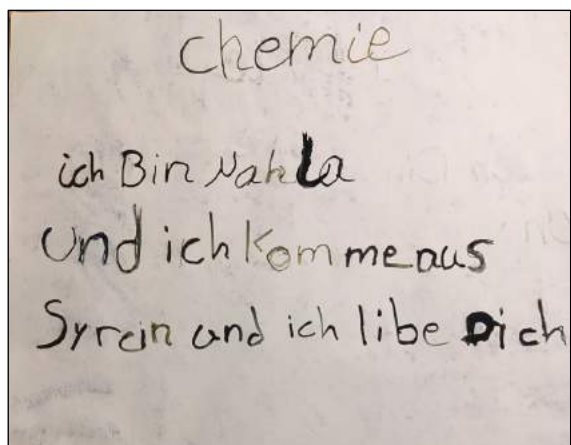 chemie
ich Bin Nahla
Und ich komme aus
Syrein und ich libe Dich